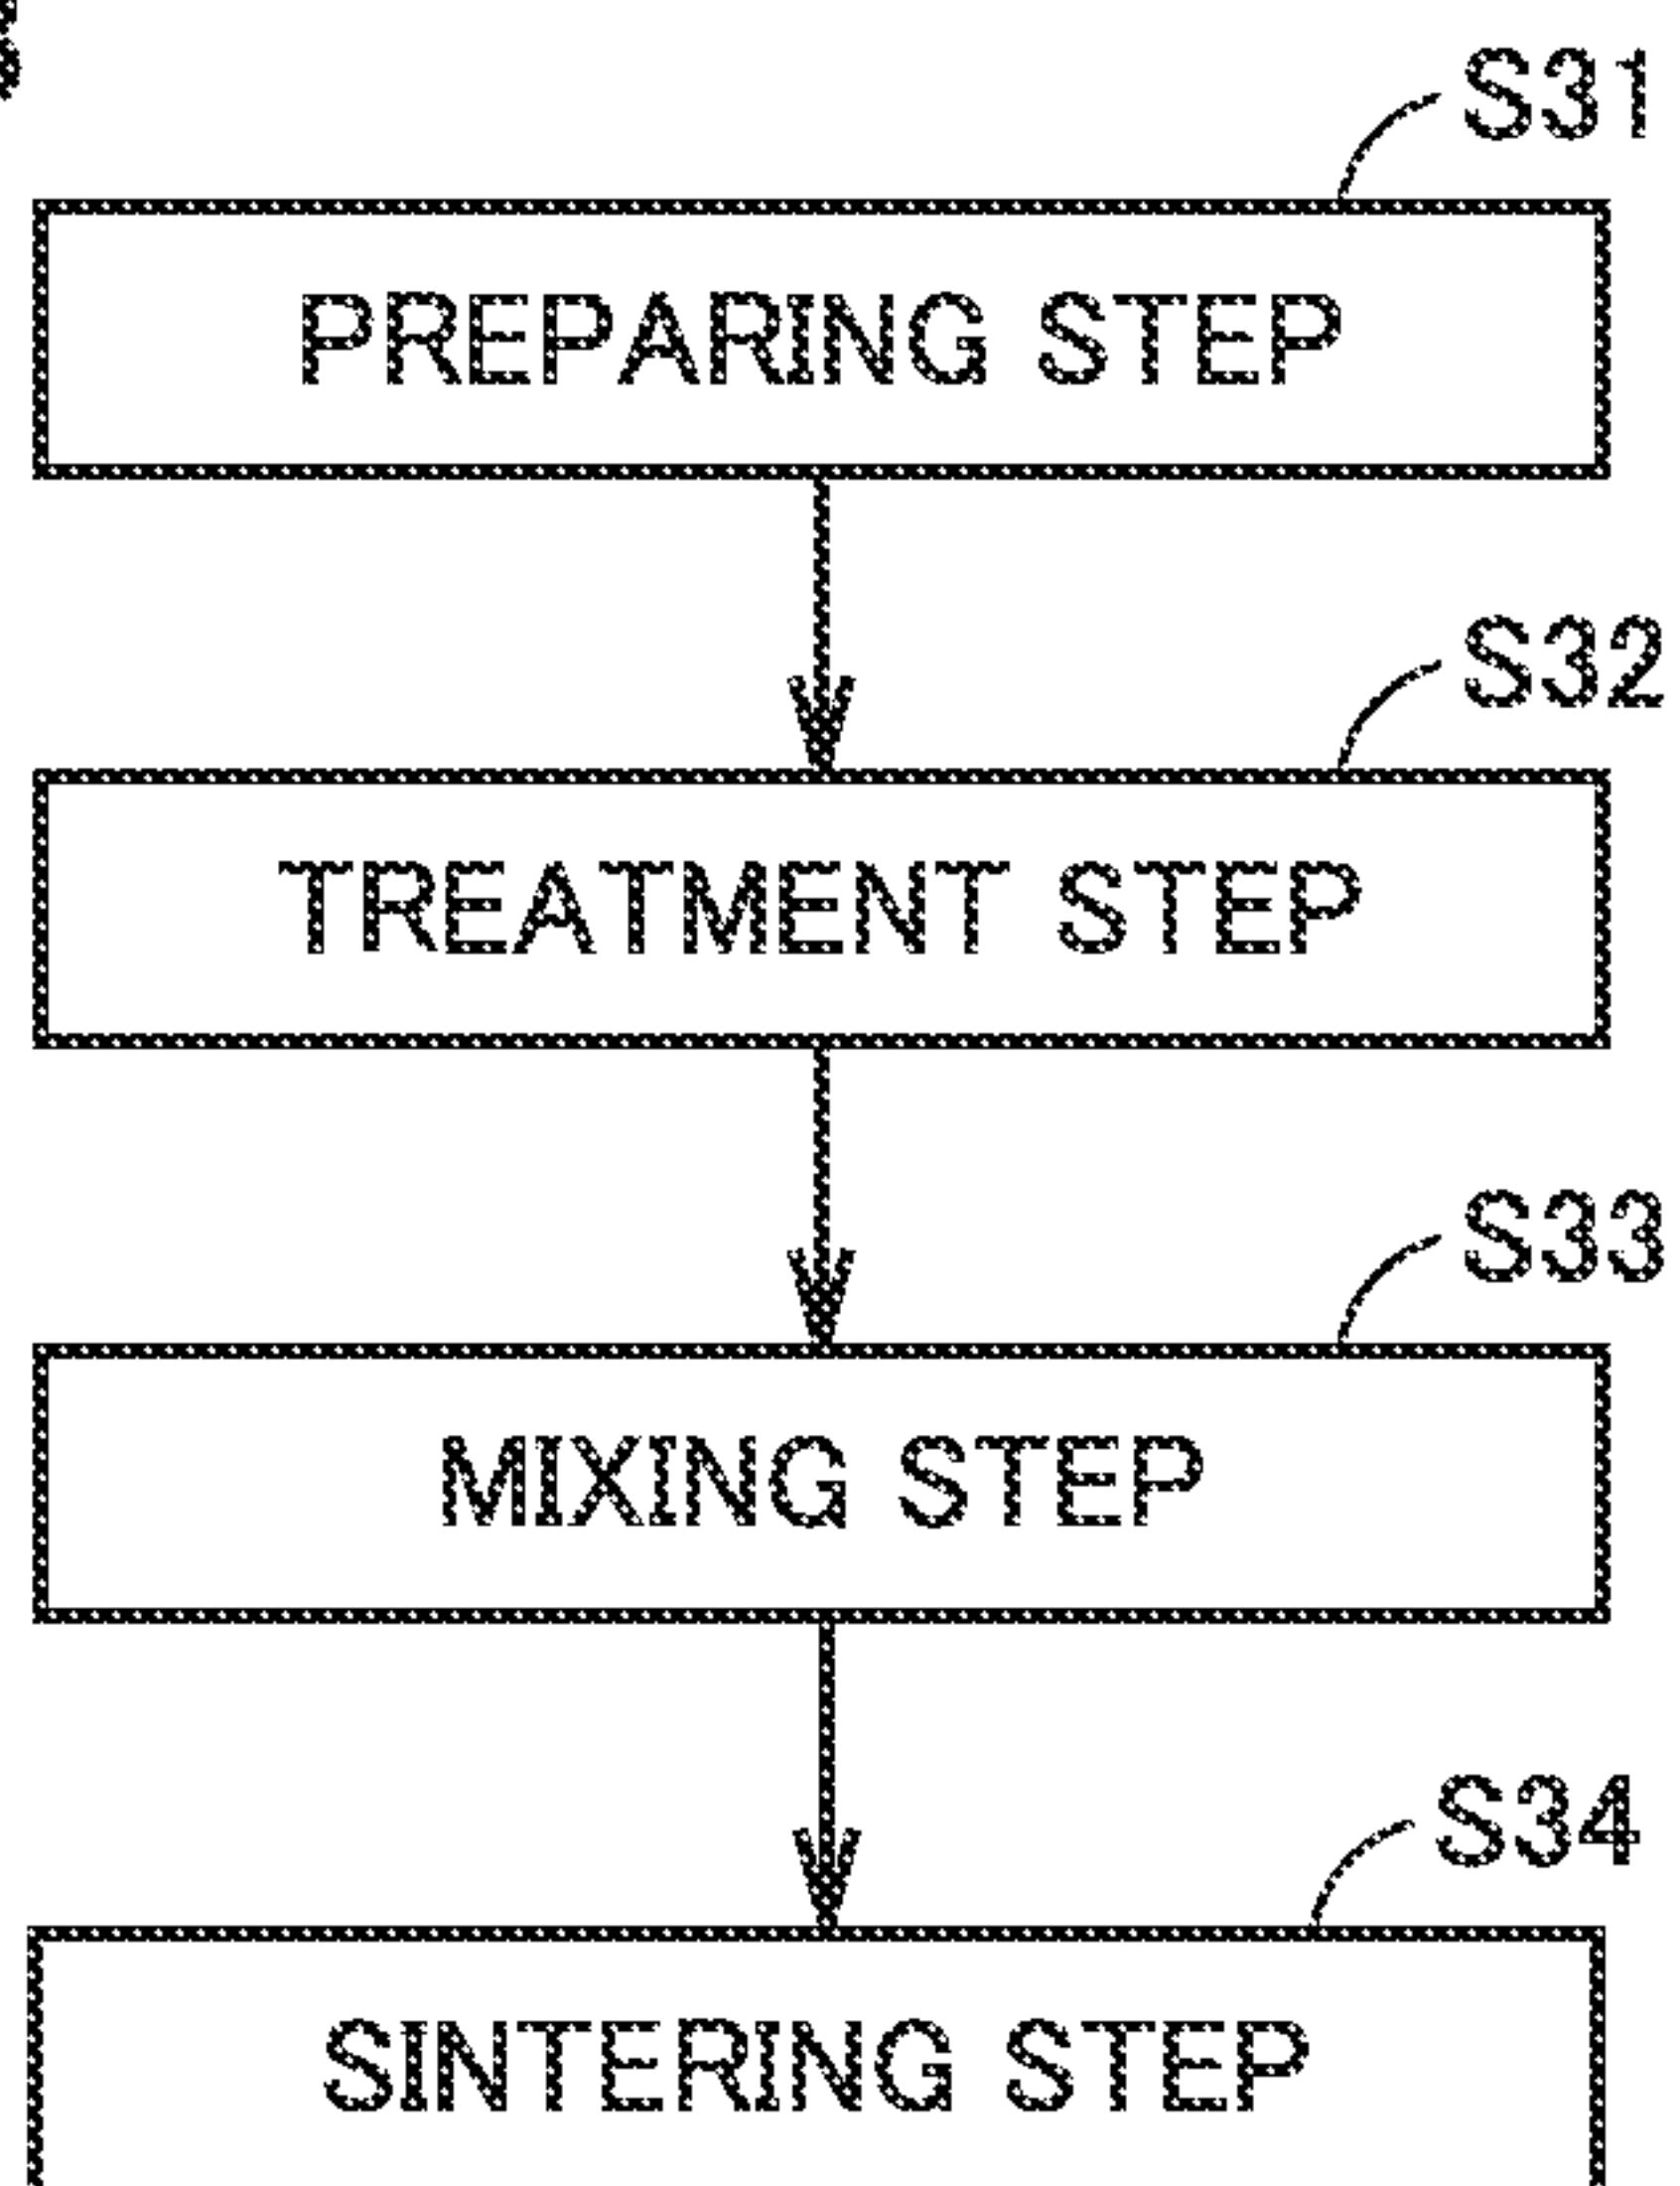 S31
PREPARING STEP
S32
TREATMENT STEP
S33
MIXING STEP
S34
SINTERING STEP